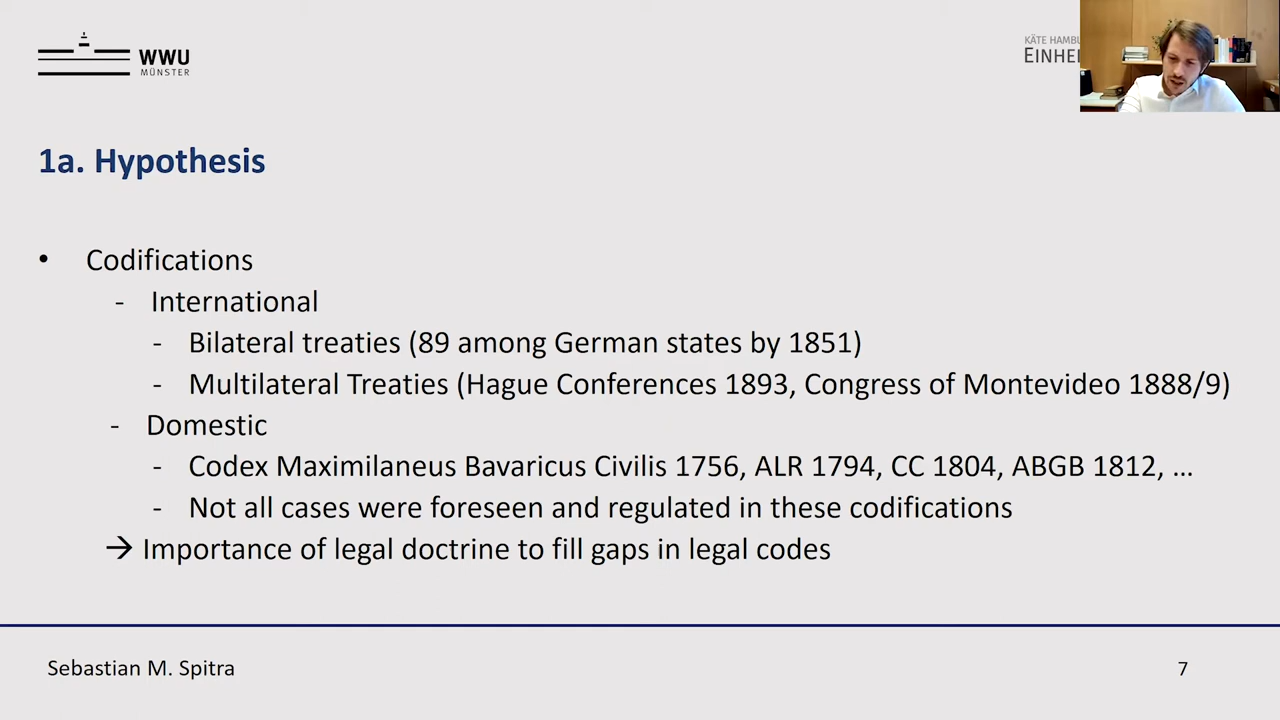 WWU
MÜNSTER
KÄTE HAMBU
EINHEI
1a. Hypothesis
• Codifications
- International
- Bilateral treaties (89 among German states by 1851)
- Multilateral Treaties (Hague Conferences 1893, Congress of Montevideo 1888/9)
- Domestic
- Codex Maximilaneus Bavaricus Civilis 1756, ALR 1794, CC 1804, ABGB 1812, ...
- Not all cases were foreseen and regulated in these codifications
→ Importance of legal doctrine to fill gaps in legal codes
Sebastian M. Spitra
7